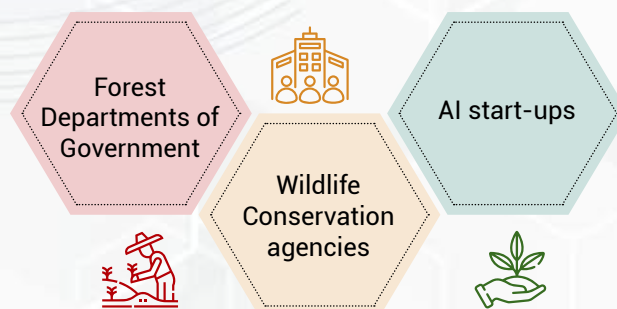 Forest
Departments of
Government
Wildlife
Conservation
agencies
AI start-ups